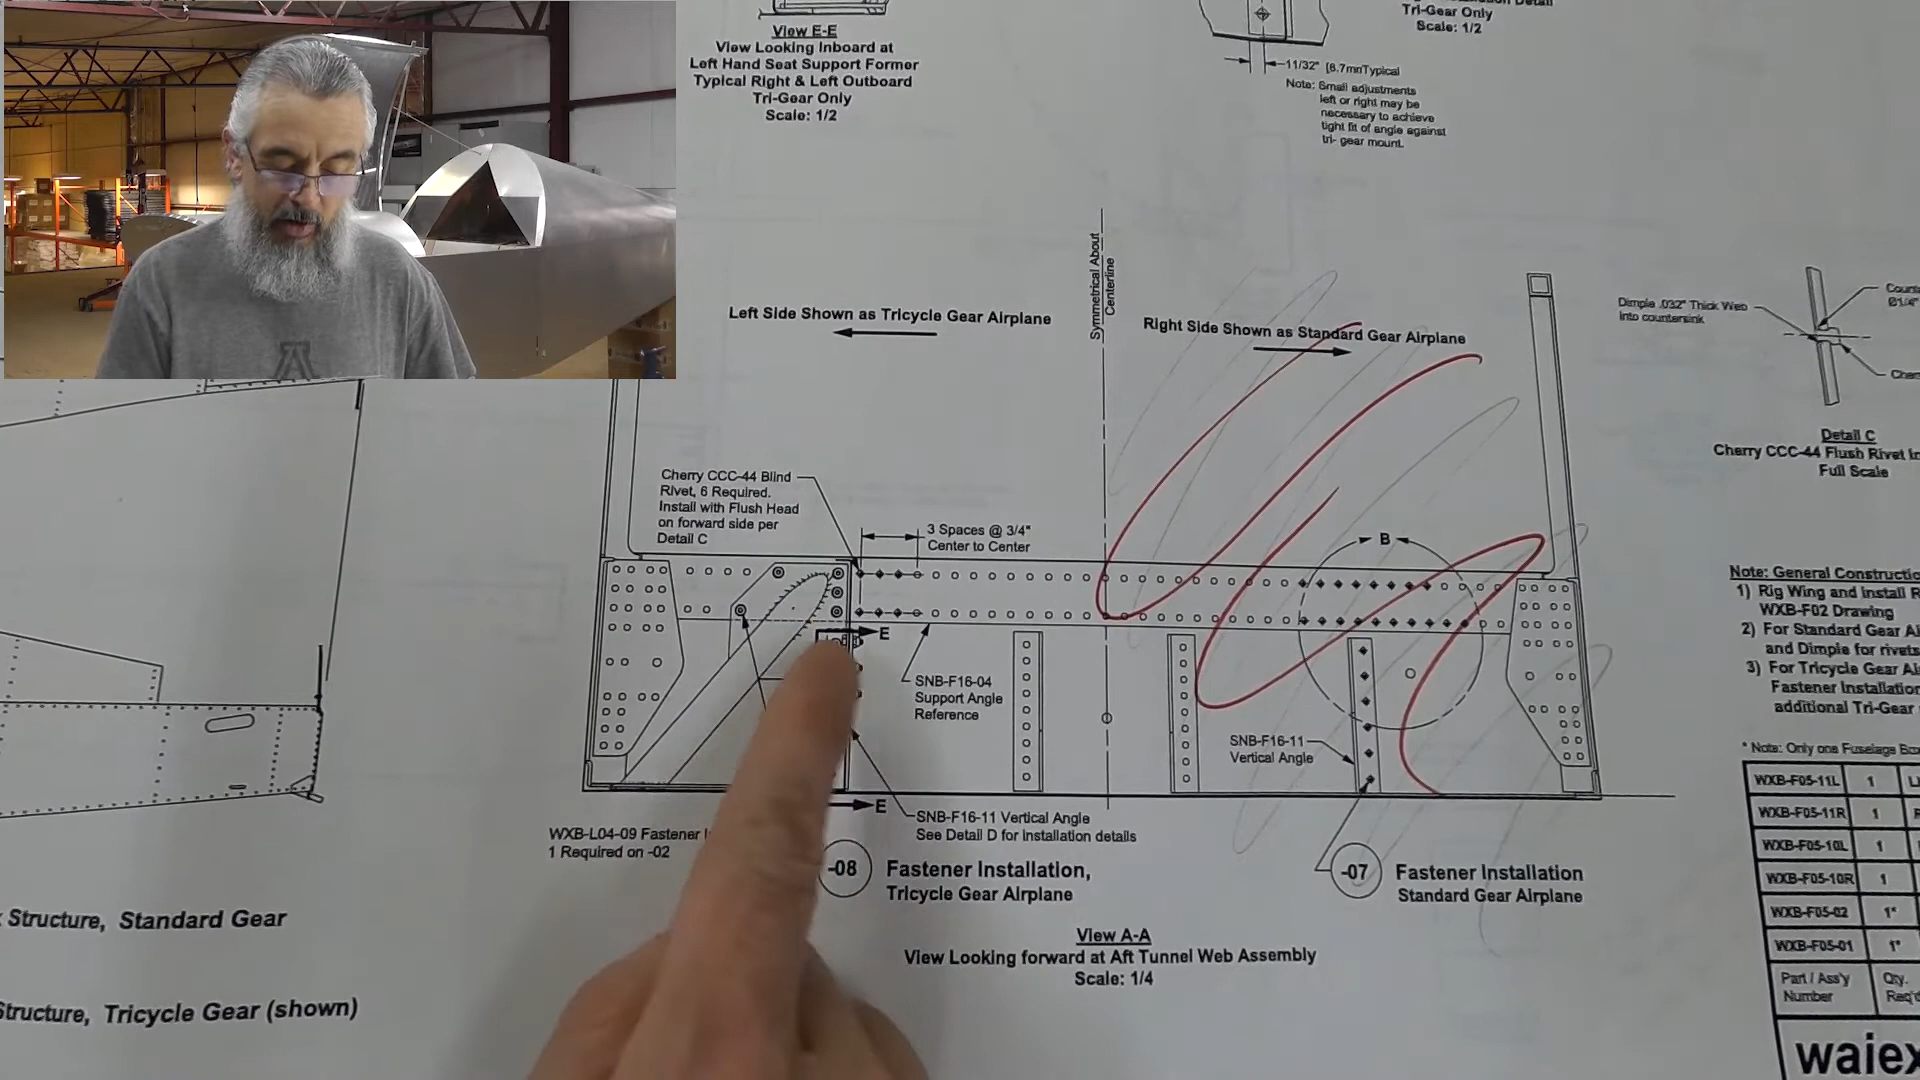 View E-E
View Looking Inboard at
Left Hand Seat Support Former
Typical Right & Left Outboard
Tri-Gear Only
Scale: 1/2
Tri-Gear Only
Scale: 1/2
11/32" [8.7mm Typical
Note: Small adjustments
left or right may be
necessary to achieve
tight fit of angle against
tri- gear mount.
Symmetrical About
Centerline
Left Side Shown as Tricycle Gear Airplane
Right Side Shown as Standard Gear Airplane
Dimple .032" Thick Web
into countersink
Detail C
Cherry CCC-44 Flush Rivet
Full Scale
Cherry CCC-44 Blind
Rivet, 6 Required.
Install with Flush Head
on forward side per
Detail C
3 Spaces @ 3/4"
Center to Center
B
E
SNB-F16-04
Support Angle
Reference
SNB-F16-11
Vertical Angle
E
SNB-F16-11 Vertical Angle
See Detail D for installation details
WXB-L04-09 Fastener
1 Required on -02
-08
Fastener Installation,
Tricycle Gear Airplane
-07
Fastener Installation
Standard Gear Airplane
View A-A
View Looking forward at Aft Tunnel Web Assembly
Scale: 1/4
Structure, Standard Gear
Structure, Tricycle Gear (shown)
Note: General
1) Rig Wing and Install
WXB-F02 Drawing
2) For Standard Gear
and Dimple for rivets
3) For Tricycle Gear
Fastener Installation
additional Tri-Gear
* Note: Only one Fuselage
WXB-F05-11L 1
WXB-F05-11R 1
WXB-F05-10L 1
WXB-F05-10R 1
WXB-F05-02 1*
WXB-F05-01 1*
Part / Ass'y
Number
Qty.
Req'd
waiex